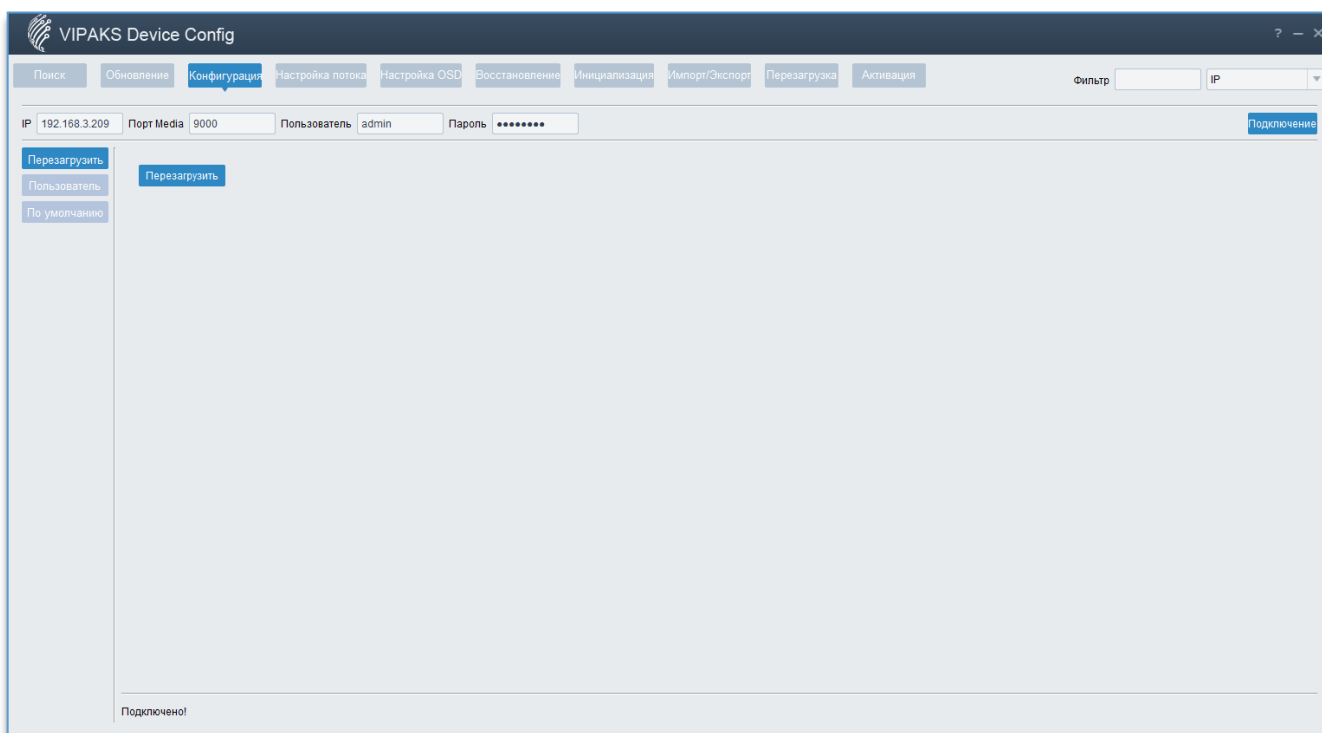 VIPAKS Device Config ? – ×
Поиск Обновление Конфигурация Настройка потока Настройка OSD Восстановление Инициализация Импорт/Экспорт Перезагрузка Активация Фильтр IP
IP 192.168.3.209 Порт Media 9000 Пользователь admin Пароль ●●●●●●●● Подключение
Перезагрузить Перезагрузить
Пользователь
По умолчанию
Подключено!